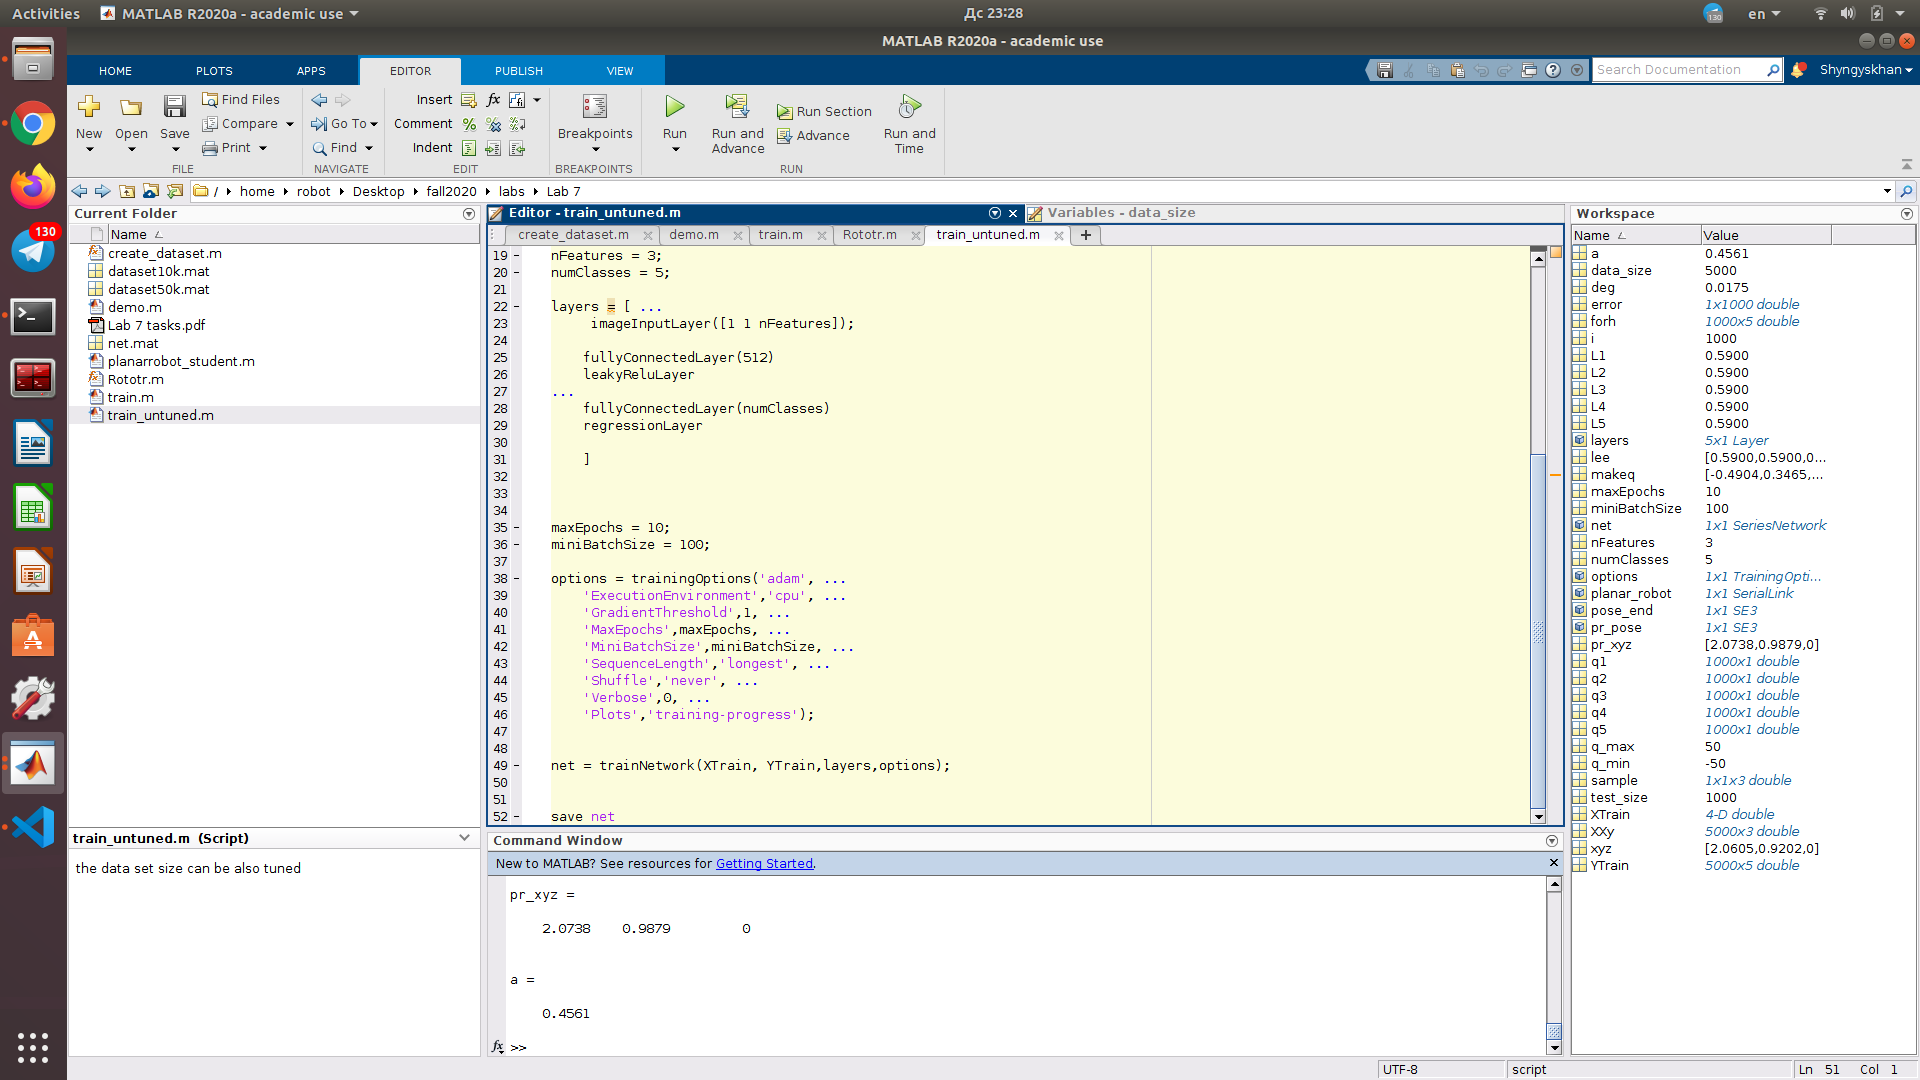 Activities
MATLAB R2020a - academic use
Дс 23:28
130
en
MATLAB R2020a - academic use
HOME
PLOTS
APPS
EDITOR
PUBLISH
VIEW
Search Documentation
Shyngyskhan
New
Open
Save
Find Files
Compare
Print
FILE
Go To
Find
NAVIGATE
Insert
Comment
Indent
EDIT
Breakpoints
BREAKPOINTS
Run
Run and Advance
Run Section
Advance
Run and Time
RUN
/ home robot Desktop fall2020 labs Lab 7
Current Folder
Name
create_dataset.m
dataset10k.mat
dataset50k.mat
demo.m
Lab 7 tasks.pdf
net.mat
planarrobot_student.m
Rototr.m
train.m
train_untuned.m
train_untuned.m (Script)
the data set size can be also tuned
Editor - train_untuned.m
Variables - data_size
create_dataset.m
demo.m
train.m
Rototr.m
train_untuned.m
19 - nFeatures = 3;
20 - numClasses = 5;
21
22 - layers = [ ...
23 imageInputLayer([1 1 nFeatures]);
24
25 fullyConnectedLayer(512)
26 leakyReluLayer
27 ...
28 fullyConnectedLayer(numClasses)
29 regressionLayer
30
31 ]
32
33
34
35 - maxEpochs = 10;
36 - miniBatchSize = 100;
37
38 - options = trainingOptions('adam', ...
39 'ExecutionEnvironment','cpu', ...
40 'GradientThreshold',1, ...
41 'MaxEpochs',maxEpochs, ...
42 'MiniBatchSize',miniBatchSize, ...
43 'SequenceLength','longest', ...
44 'Shuffle','never', ...
45 'Verbose',0, ...
46 'Plots','training-progress');
47
48
49 - net = trainNetwork(XTrain, YTrain,layers,options);
50
51
52 - save net
Command Window
New to MATLAB? See resources for Getting Started.
pr_xyz =
2.0738 0.9879 0
a =
0.4561
fx >>
Workspace
Name Value
a 0.4561
data_size 5000
deg 0.0175
error 1x1000 double
forh 1000x5 double
i 1000
L1 0.5900
L2 0.5900
L3 0.5900
L4 0.5900
L5 0.5900
layers 5x1 Layer
lee [0.5900,0.5900,0...
makeq [-0.4904,0.3465,...
maxEpochs 10
miniBatchSize 100
net 1x1 SeriesNetwork
nFeatures 3
numClasses 5
options 1x1 TrainingOpti...
planar_robot 1x1 SerialLink
pose_end 1x1 SE3
pr_pose 1x1 SE3
pr_xyz [2.0738,0.9879,0]
q1 1000x1 double
q2 1000x1 double
q3 1000x1 double
q4 1000x1 double
q5 1000x1 double
q_max 50
q_min -50
sample 1x1x3 double
test_size 1000
XTrain 4-D double
XXy 5000x3 double
xyz [2.0605,0.9202,0]
YTrain 5000x5 double
UTF-8
script
Ln 51 Col 1
130